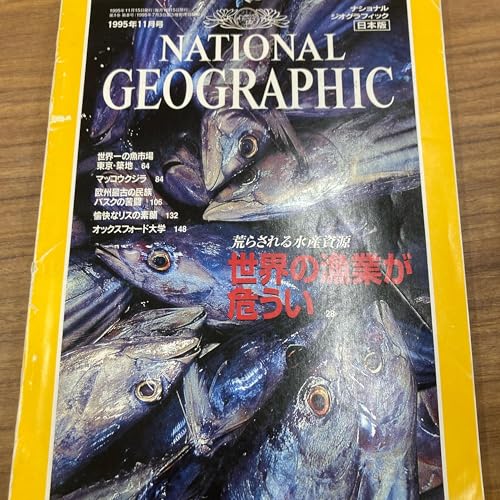 1995年11月号
NATIONAL
GEOGRAPHIC
ナショナル
ジオグラフィック
日本版
世界一の魚市場
東京・築地 64
マッコウクジラ 84
欧州最古の民族
バスクの苦闘 106
愉快なリスの素顔 132
オックスフォード大学 148
荒らされる水産資源
世界の漁業が
危うい 28